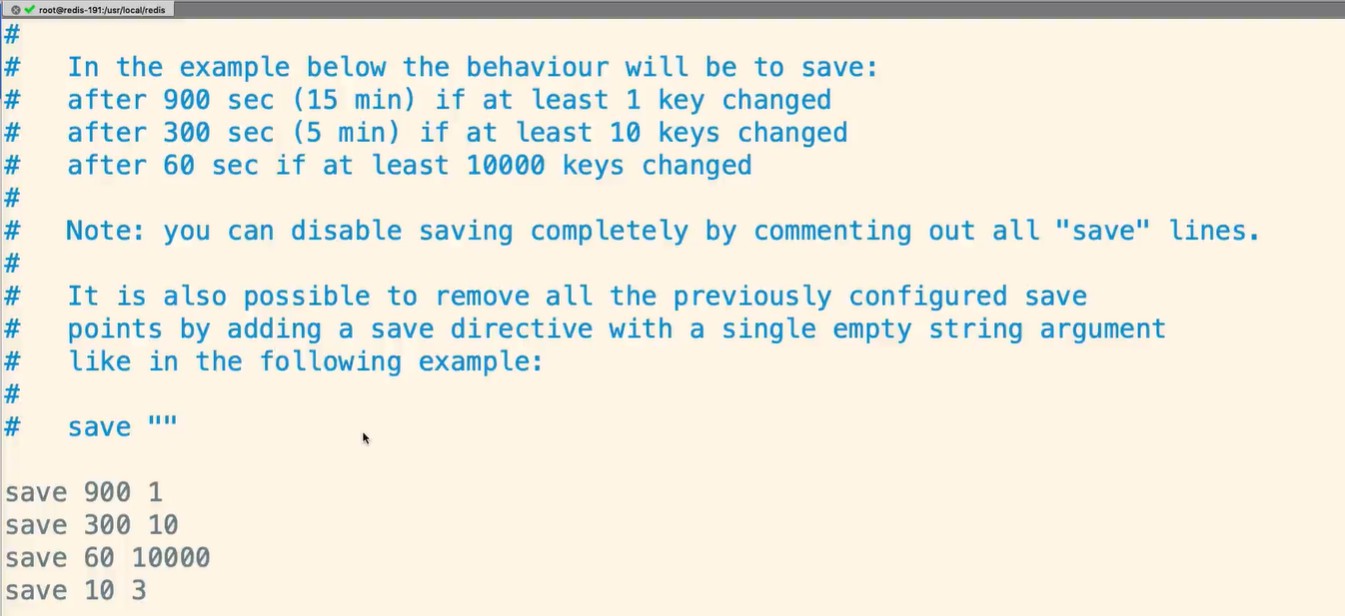 root@redis-191:/usr/local/redis
#
#   In the example below the behaviour will be to save:
#   after 900 sec (15 min) if at least 1 key changed
#   after 300 sec (5 min) if at least 10 keys changed
#   after 60 sec if at least 10000 keys changed
#
#   Note: you can disable saving completely by commenting out all "save" lines.
#
#   It is also possible to remove all the previously configured save
#   points by adding a save directive with a single empty string argument
#   like in the following example:
#
#   save ""
save 900 1
save 300 10
save 60 10000
save 10 3